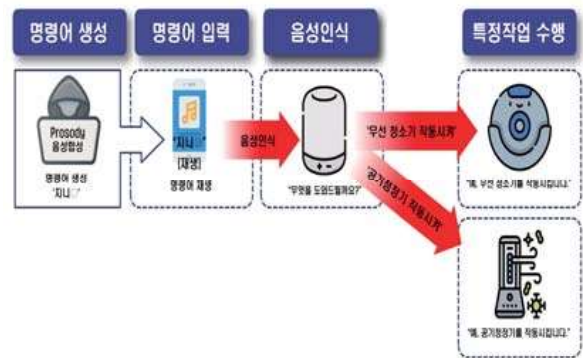 명령어 생성
명령어 입력
음성인식
특정작업 수행
Prosody
음성합성
명령어 생성
"지니
"지니
[재생]
명령어 재생
음성인식
"무엇을 도와드릴까요?"
"무선 청소기 작동시켜"
"공기청정기 작동시켜"
"예, 무선 청소기를 작동시킵니다."
"예, 공기청정기를 작동시킵니다."